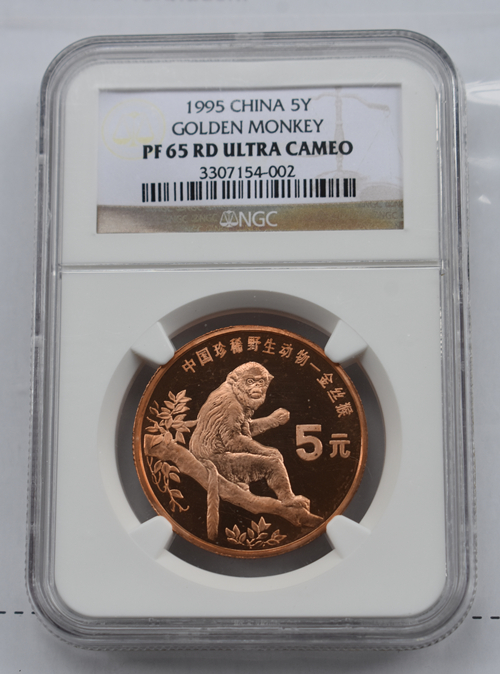 1995 CHINA 5Y
GOLDEN MONKEY
PF 65 RD ULTRA CAMEO
3307154-002
NGC
中国珍稀野生动物—金丝猴
5元